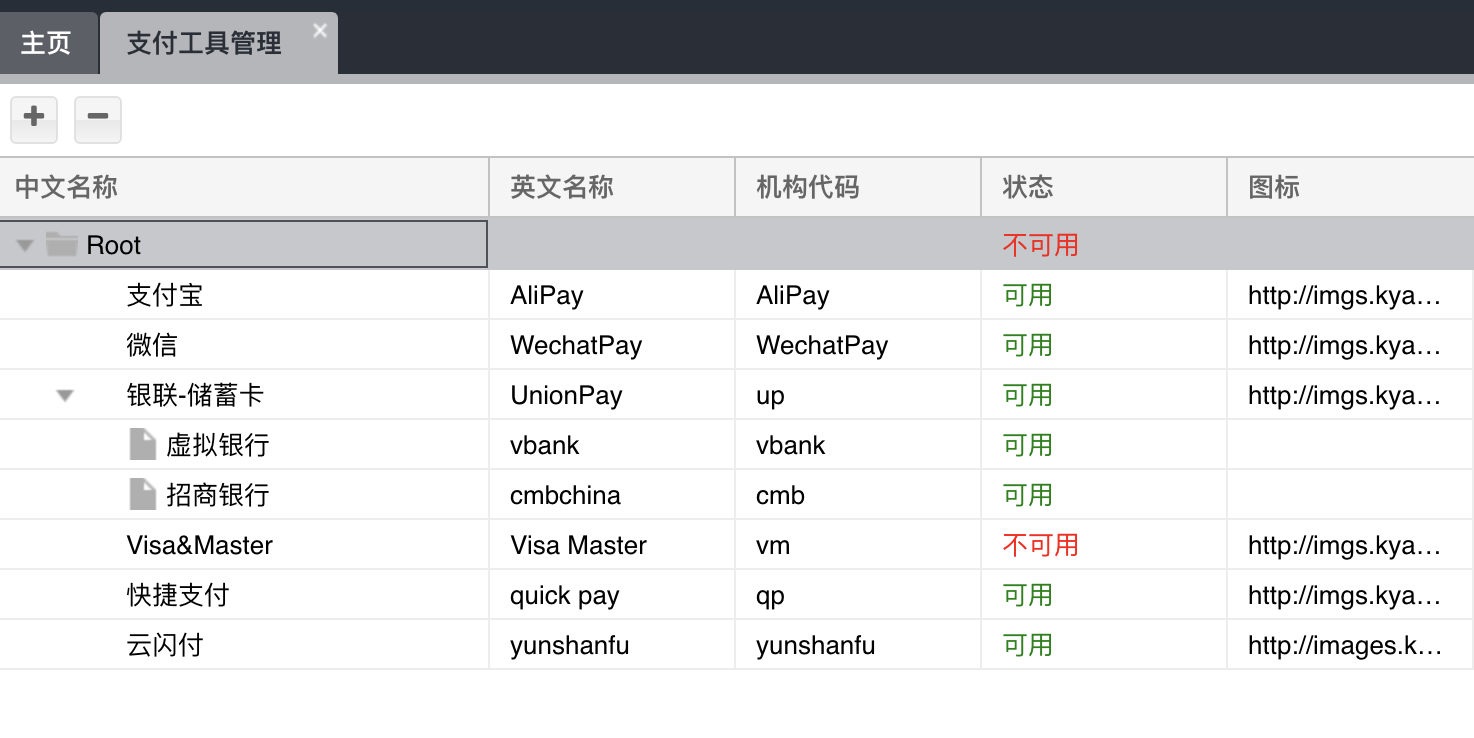 主页 支付工具管理
中文名称 英文名称 机构代码 状态 图标
Root 不可用
支付宝 AliPay AliPay 可用 http://imgs.kya…
微信 WechatPay WechatPay 可用 http://imgs.kya…
银联-储蓄卡 UnionPay up 可用 http://imgs.kya…
虚拟银行 vbank vbank 可用
招商银行 cmbchina cmb 可用
Visa&Master Visa Master vm 不可用 http://imgs.kya…
快捷支付 quick pay qp 可用 http://imgs.kya…
云闪付 yunshanfu yunshanfu 可用 http://images.k…